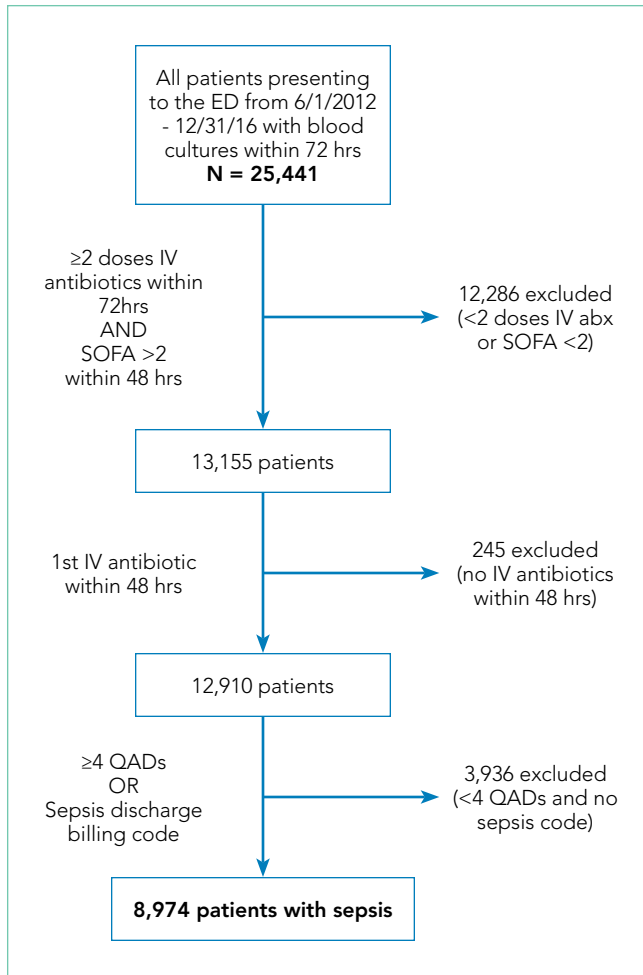 All patients presenting
to the ED from 6/1/2012
- 12/31/16 with blood
cultures within 72 hrs
N = 25,441
≥2 doses IV
antibiotics within
72hrs
AND
SOFA >2
within 48 hrs
12,286 excluded
(<2 doses IV abx
or SOFA <2)
13,155 patients
1st IV antibiotic
within 48 hrs
245 excluded
(no IV antibiotics
within 48 hrs)
12,910 patients
≥4 QADs
OR
Sepsis discharge
billing code
3,936 excluded
(<4 QADs and no
sepsis code)
8,974 patients with sepsis